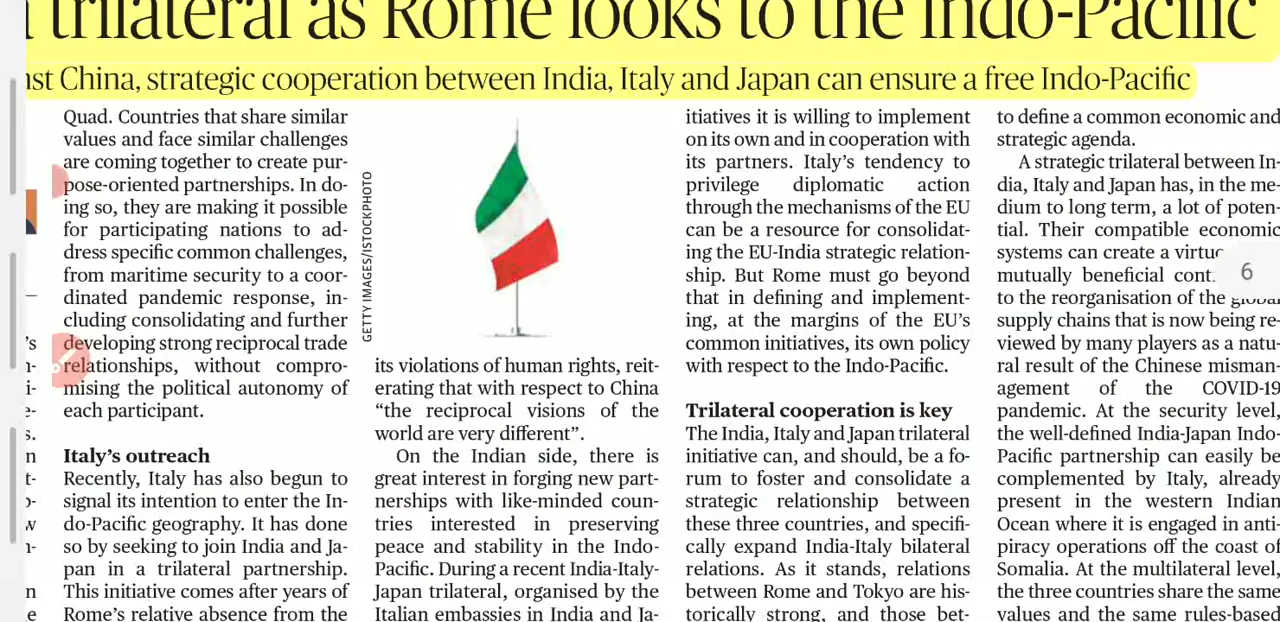 trilateral as Rome looks to the Indo-Pacific
China, strategic cooperation between India, Italy and Japan can ensure a free Indo-Pacific
Quad. Countries that share similar
values and face similar challenges
are coming together to create pur-
pose-oriented partnerships. In do-
ing so, they are making it possible
for participating nations to ad-
dress specific common challenges,
from maritime security to a coor-
dinated pandemic response, in-
cluding consolidating and further
developing strong reciprocal trade
relationships, without compro-
mising the political autonomy of
each participant.
Italy's outreach
Recently, Italy has also begun to
signal its intention to enter the In-
do-Pacific geography. It has done
so by seeking to join India and Ja-
pan in a trilateral partnership.
This initiative comes after years of
Rome's relative absence from the
GETTY IMAGES/ISTOCKPHOTO
its violations of human rights, reit-
erating that with respect to China
“the reciprocal visions of the
world are very different”.
On the Indian side, there is
great interest in forging new part-
nerships with like-minded coun-
tries interested in preserving
peace and stability in the Indo-
Pacific. During a recent India-Italy-
Japan trilateral, organised by the
Italian embassies in India and Ja-
itiatives it is willing to implement
on its own and in cooperation with
its partners. Italy's tendency to
privilege diplomatic action
through the mechanisms of the EU
can be a resource for consolidat-
ing the EU-India strategic relation-
ship. But Rome must go beyond
that in defining and implement-
ing, at the margins of the EU's
common initiatives, its own policy
with respect to the Indo-Pacific.
Trilateral cooperation is key
The India, Italy and Japan trilateral
initiative can, and should, be a fo-
rum to foster and consolidate a
strategic relationship between
these three countries, and specifi-
cally expand India-Italy bilateral
relations. As it stands, relations
between Rome and Tokyo are his-
torically strong, and those bet-
to define a common economic and
strategic agenda.
A strategic trilateral between In-
dia, Italy and Japan has, in the me-
dium to long term, a lot of poten-
tial. Their compatible economic
systems can create a
mutually beneficial
to the reorganisation of the global
supply chains that is now being re-
viewed by many players as a natu-
ral result of the Chinese misman-
agement of the COVID-19
pandemic. At the security level,
the well-defined India-Japan Indo-
Pacific partnership can easily be
complemented by Italy, already
present in the western Indian
Ocean where it is engaged in anti-
piracy operations off the coast of
Somalia. At the multilateral level,
the three countries share the same
values and the same rules-based
6